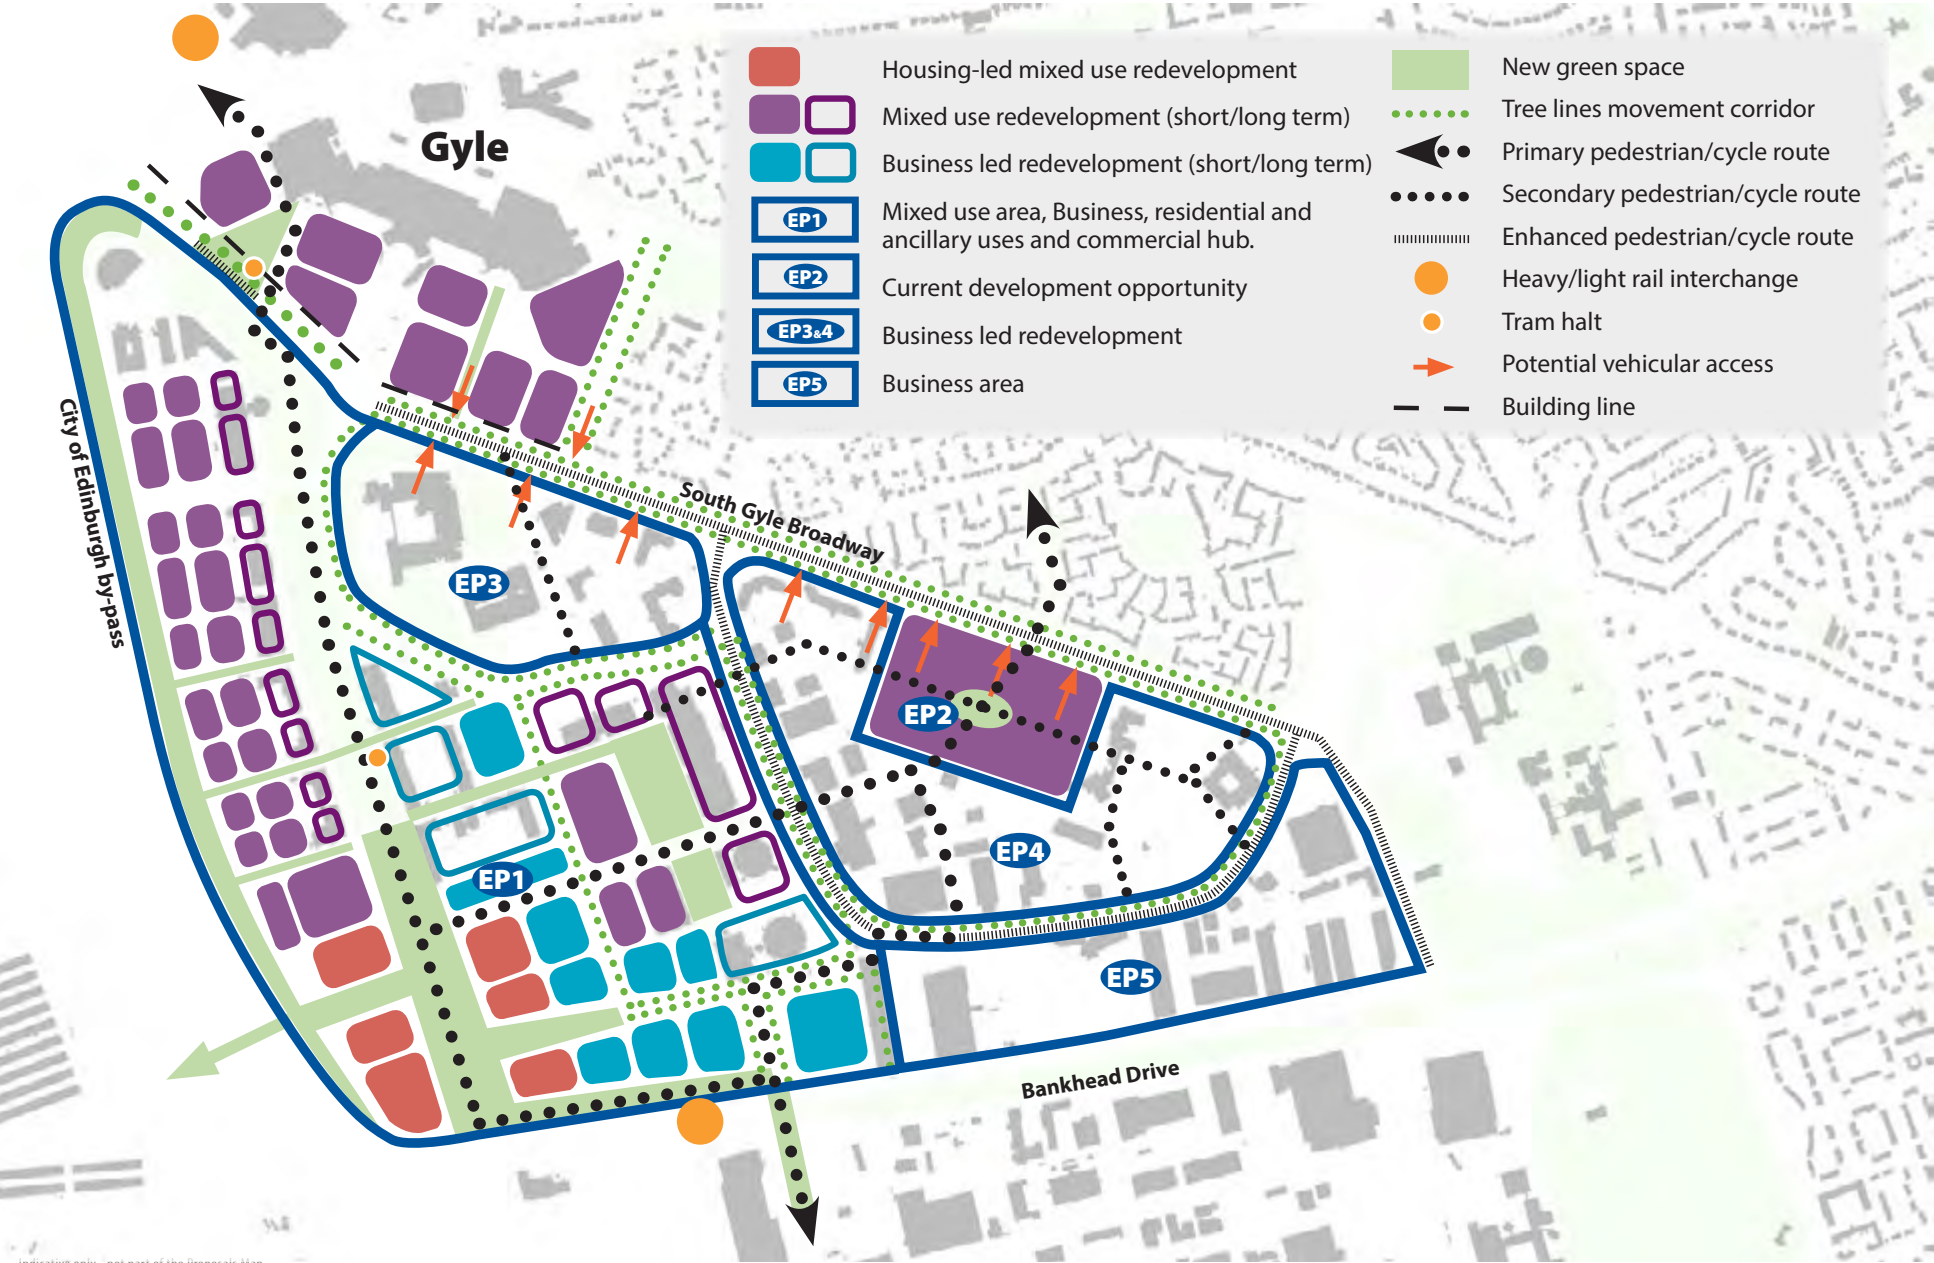 Gyle
Housing-led mixed use redevelopment
Mixed use redevelopment (short/long term)
Business led redevelopment (short/long term)
EP1
Mixed use area, Business, residential and
ancillary uses and commercial hub.
EP2
Current development opportunity
EP3&4
Business led redevelopment
EP5
Business area
New green space
Tree lines movement corridor
Primary pedestrian/cycle route
Secondary pedestrian/cycle route
Enhanced pedestrian/cycle route
Heavy/light rail interchange
Tram halt
Potential vehicular access
Building line
City of Edinburgh by-pass
South Gyle Broadway
EP3
EP2
EP4
EP1
EP5
Bankhead Drive